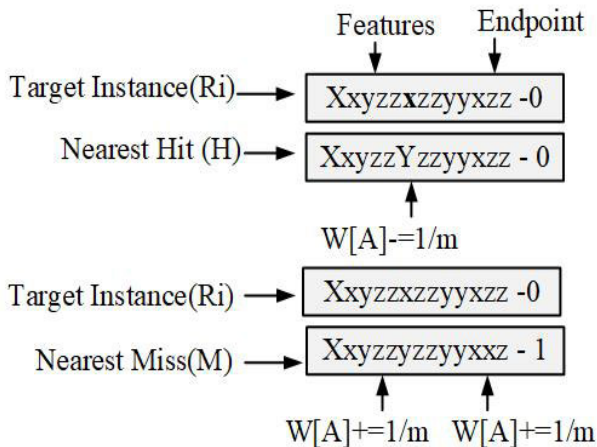 Features Endpoint
Target Instance(Ri) XxyzzxzzyyXzz -0
Nearest Hit (H) XxyzzYzzyyxzz - 0
W[A]-=1/m
Target Instance(Ri) Xxyzzxzzyyxzz -0
Nearest Miss(M) Xxyzzyzzyyxxz - 1
W[A]+=1/m W[A]+=1/m